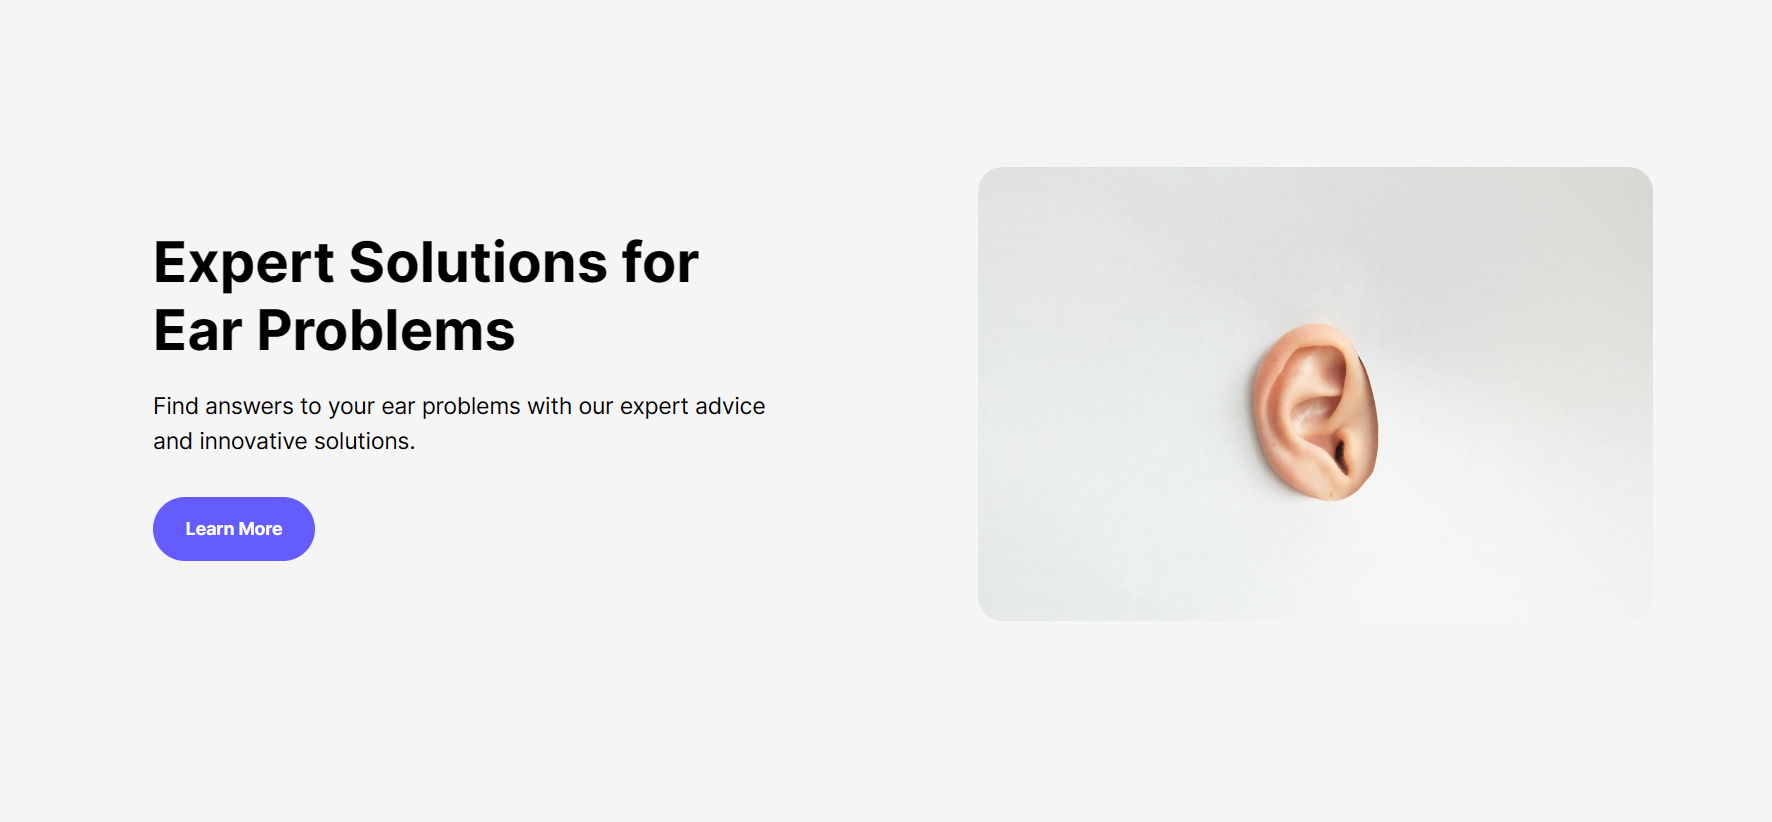 Expert Solutions for
Ear Problems
Find answers to your ear problems with our expert advice
and innovative solutions.
Learn More